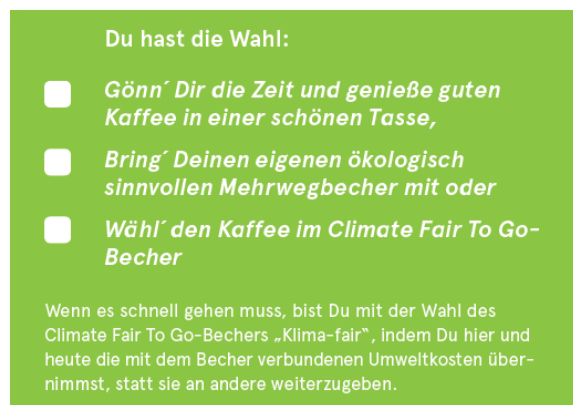 Du hast die Wahl:
Gönn´ Dir die Zeit und genieße guten
Kaffee in einer schönen Tasse,
Bring´ Deinen eigenen ökologisch
sinnvollen Mehrwegbecher mit oder
Wähl´ den Kaffee im Climate Fair To Go-
Becher
Wenn es schnell gehen muss, bist Du mit der Wahl des
Climate Fair To Go-Bechers „Klima-fair“, indem Du hier und
heute die mit dem Becher verbundenen Umweltkosten über-
nimmst, statt sie an andere weiterzugeben.